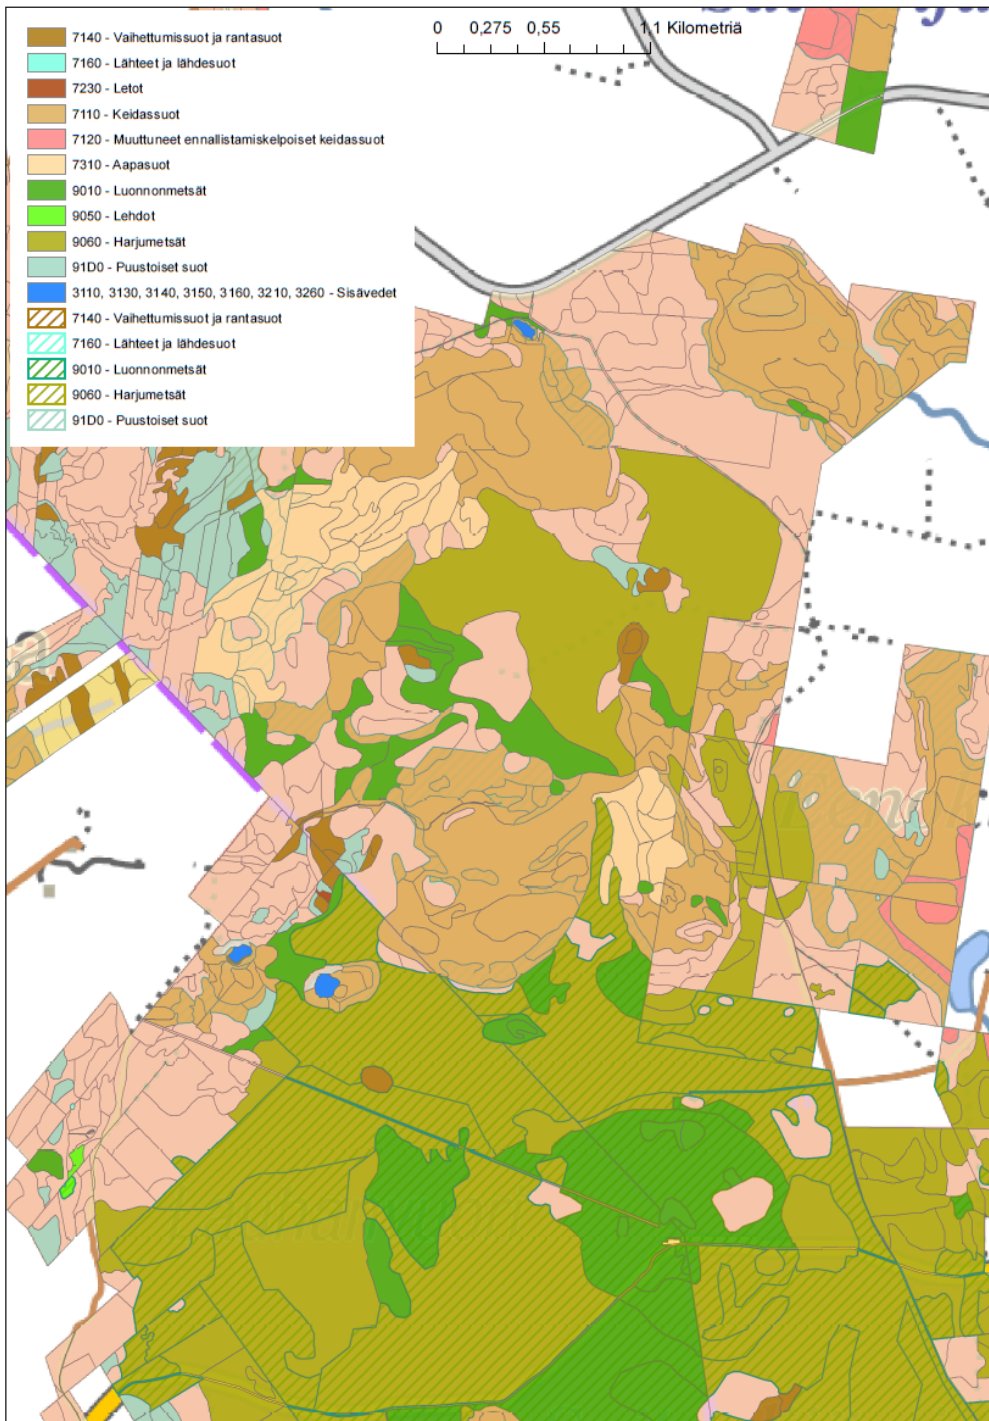 0 0,275 0,55 1,1 Kilometriä
7140 - Vaihettumissuot ja rantasuot
7160 - Lähteet ja lähdesuot
7230 - Letot
7110 - Keidassuot
7120 - Muuttuneet ennallistamiskelpoiset keidassuot
7310 - Aapasuot
9010 - Luonnonmetsät
9050 - Lehdot
9060 - Harjumetsät
91D0 - Puustoiset suot
3110, 3130, 3140, 3150, 3160, 3210, 3260 - Sisävedet
7140 - Vaihettumissuot ja rantasuot
7160 - Lähteet ja lähdesuot
9010 - Luonnonmetsät
9060 - Harjumetsät
91D0 - Puustoiset suot